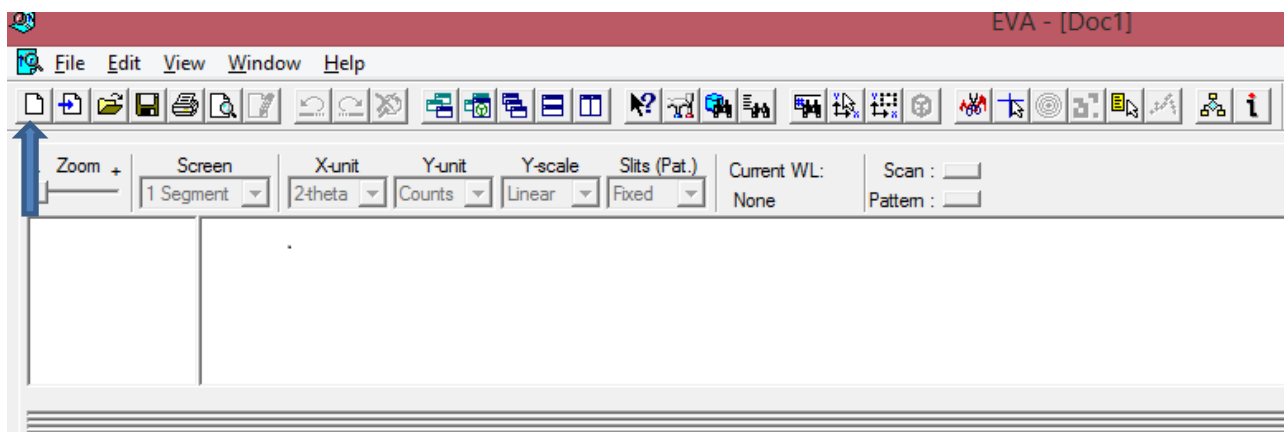 EVA - [Doc1]
File Edit View Window Help
Zoom + Screen X-unit Y-unit Y-scale Slits (Pat.) Current WL: Scan :
1 Segment 2-theta Counts Linear Fixed None Pattern :